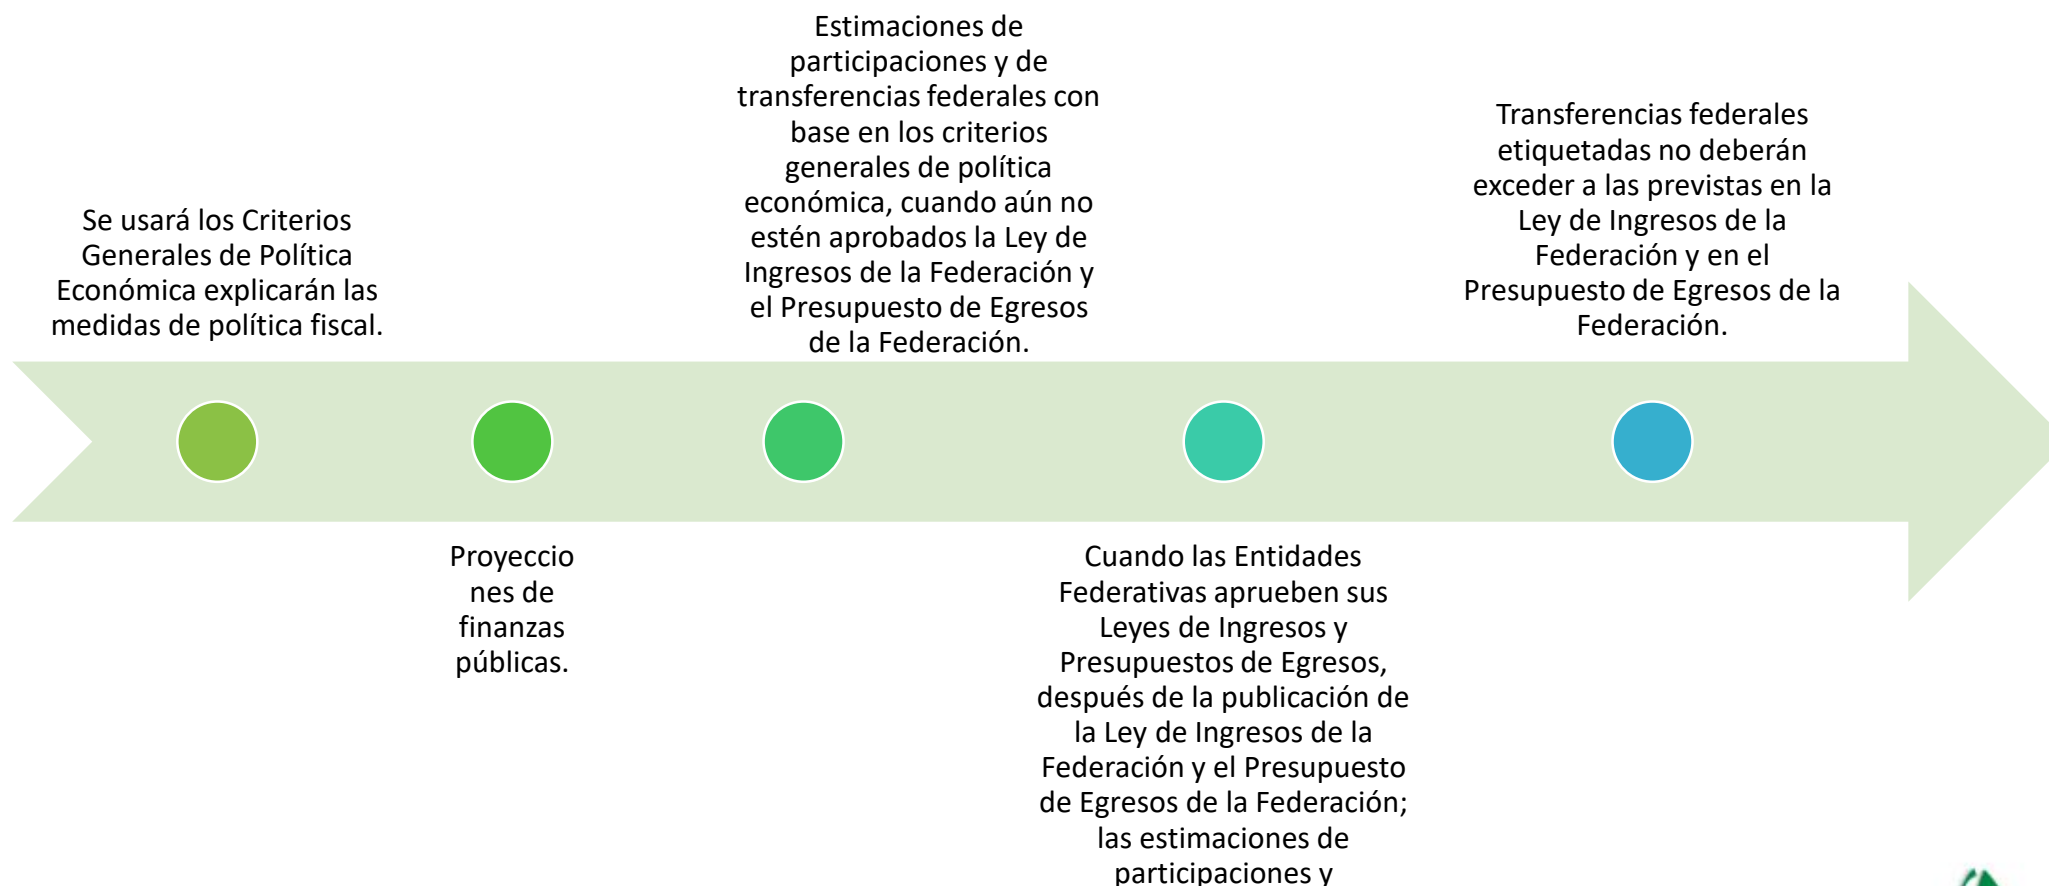 Se usará los Criterios
Generales de Política
Económica explicarán las
medidas de política fiscal.
Proyeccio
nes de
finanzas
públicas.
Estimaciones de
participaciones y de
transferencias federales con
base en los criterios
generales de política
económica, cuando aún no
estén aprobados la Ley de
Ingresos de la Federación y
el Presupuesto de Egresos
de la Federación.
Cuando las Entidades
Federativas aprueben sus
Leyes de Ingresos y
Presupuestos de Egresos,
después de la publicación de
la Ley de Ingresos de la
Federación y el Presupuesto
de Egresos de la Federación;
las estimaciones de
participaciones y
Transferencias federales
etiquetadas no deberán
exceder a las previstas en la
Ley de Ingresos de la
Federación y en el
Presupuesto de Egresos de la
Federación.